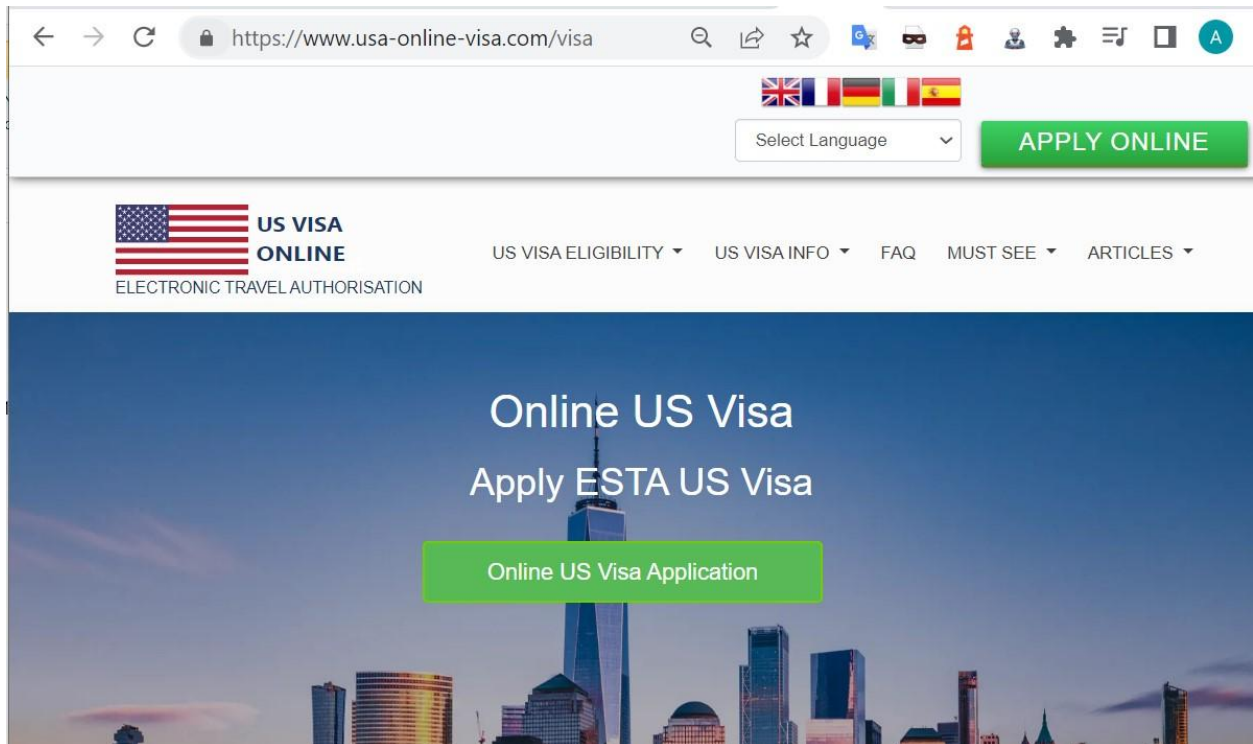 https://www.usa-online-visa.com/visa
A
Select Language
APPLY ONLINE
US VISA
ONLINE
ELECTRONIC TRAVEL AUTHORISATION
US VISA ELIGIBILITY
US VISA INFO
FAQ
MUST SEE
ARTICLES
Online US Visa
Apply ESTA US Visa
Online US Visa Application